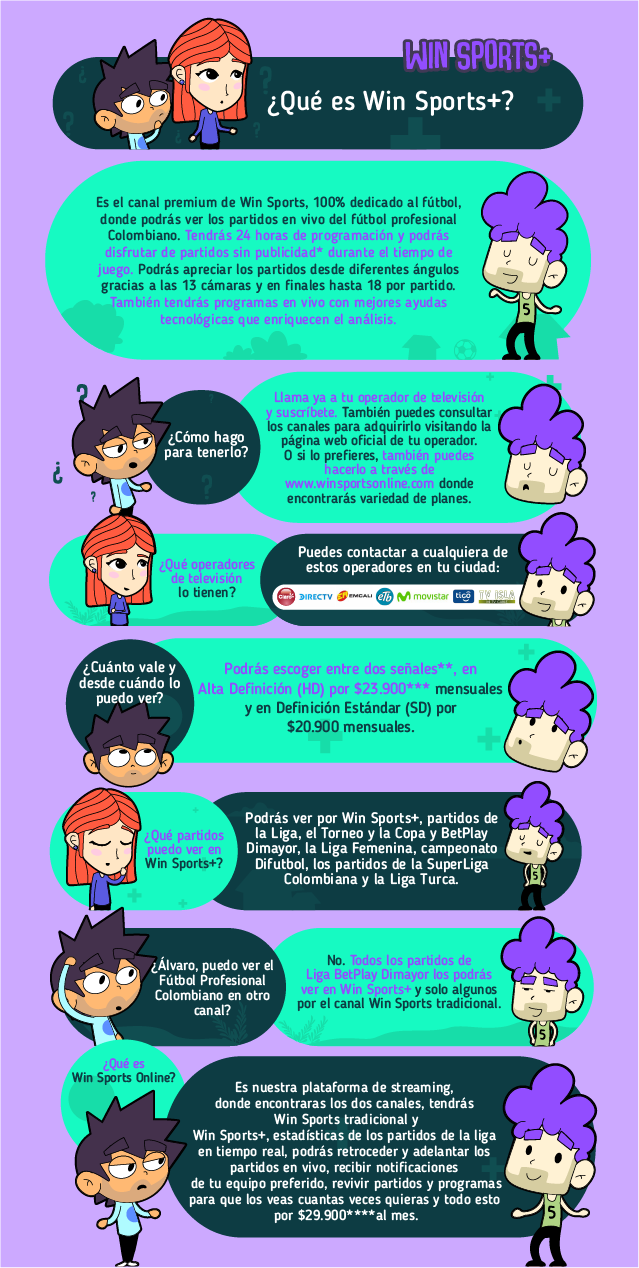 WIN SPORTS+
¿Qué es Win Sports+?
Es el canal premium de Win Sports, 100% dedicado al fútbol,
donde podrás ver los partidos en vivo del fútbol profesional
Colombiano. Tendrás 24 horas de programación y podrás
disfrutar de partidos sin publicidad* durante el tiempo de
juego. Podrás apreciar los partidos desde diferentes ángulos
gracias a las 13 cámaras y en finales hasta 18 por partido.
También tendrás programas en vivo con mejores ayudas
tecnológicas que enriquecen el análisis.
5
¿Cómo hago
para tenerlo?
Llama ya a tu operador de televisión
y suscríbete. También puedes consultar
los canales para adquirirlo visitando la
página web oficial de tu operador.
O si lo prefieres, también puedes
hacerlo a través de
www.winsportsonline.com donde
encontrarás variedad de planes.
¿Qué operadores
de televisión
lo tienen?
Puedes contactar a cualquiera de
estos operadores en tu ciudad:
Claro DIRECTV EMCALI eTb movistar tigo TV ISLA
¿Cuánto vale y
desde cuándo lo
puedo ver?
Podrás escoger entre dos señales**, en
Alta Definición (HD) por $23.900*** mensuales
y en Definición Estándar (SD) por
$20.900 mensuales.
¿Qué partidos
puedo ver en
Win Sports+?
Podrás ver por Win Sports+, partidos de
la Liga, el Torneo y la Copa y BetPlay
Dimayor, la Liga Femenina, campeonato
Difutbol, los partidos de la SuperLiga
Colombiana y la Liga Turca.
5
¿Álvaro, puedo ver el
Fútbol Profesional
Colombiano en otro
canal?
No. Todos los partidos de
Liga BetPlay Dimayor los podrás
ver en Win Sports+ y solo algunos
por el canal Win Sports tradicional.
5
¿Qué es
Win Sports Online?
Es nuestra plataforma de streaming,
donde encontraras los dos canales, tendrás
Win Sports tradicional y
Win Sports+, estadísticas de los partidos de la liga
en tiempo real, podrás retroceder y adelantar los
partidos en vivo, recibir notificaciones
de tu equipo preferido, revivir partidos y programas
para que los veas cuantas veces quieras y todo esto
por $29.900****al mes.
5